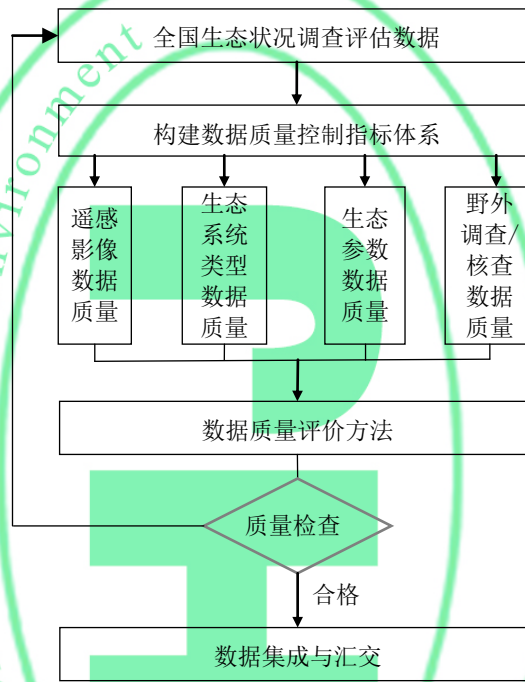 全国生态状况调查评估数据
构建数据质量控制指标体系
遥感
影像
数据
质量
生态
系统
类型
数据
质量
生态
参数
数据
质量
野外
调查/
核查
数据
质量
数据质量评价方法
质量检查
合格
数据集成与汇交